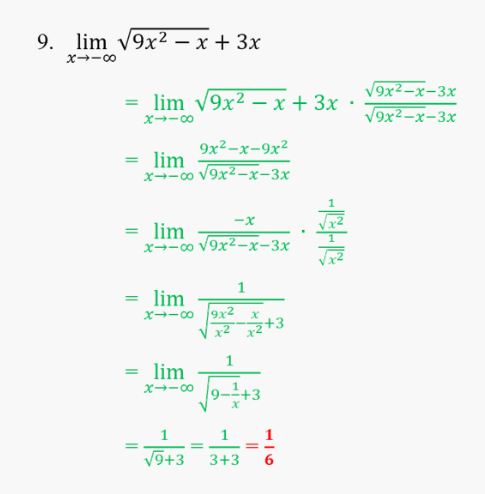 9. lim x→−∞ √(9x² − x) + 3x
= lim x→−∞ √(9x² − x) + 3x · (√(9x²−x)−3x)/(√(9x²−x)−3x)
= lim x→−∞ (9x²−x−9x²)/(√(9x²−x)−3x)
= lim x→−∞ (−x)/(√(9x²−x)−3x) · (1/√(x²))/(1/√(x²))
= lim x→−∞ 1/(√(9x²/x² − x/x²)+3)
= lim x→−∞ 1/(√(9−1/x)+3)
= 1/(√9+3) = 1/(3+3) = 1/6